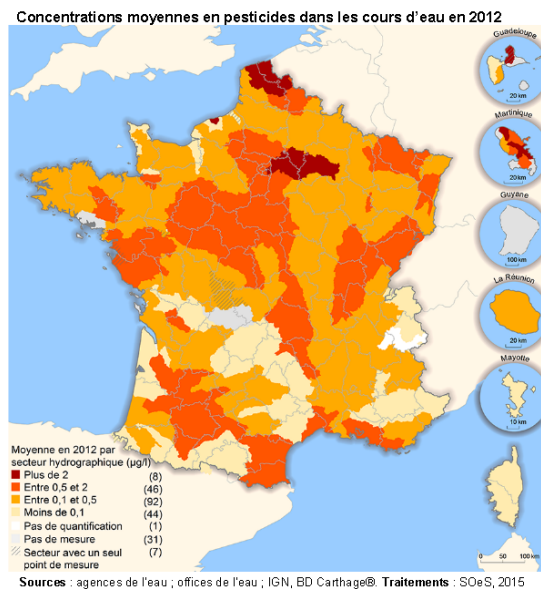 Concentrations moyennes en pesticides dans les cours d'eau en 2012
Guadeloupe
20 km
Martinique
20 km
Guyane
100 km
La Réunion
20 km
Mayotte
10 km
Moyenne en 2012 par
secteur hydrographique (µg/l)
Plus de 2 (8)
Entre 0,5 et 2 (46)
Entre 0,1 et 0,5 (92)
Moins de 0,1 (44)
Pas de quantification (1)
Pas de mesure (31)
Secteur avec un seul (7)
point de mesure
0 50 100 km
Sources : agences de l'eau ; offices de l'eau ; IGN, BD Carthage®. Traitements : SOeS, 2015